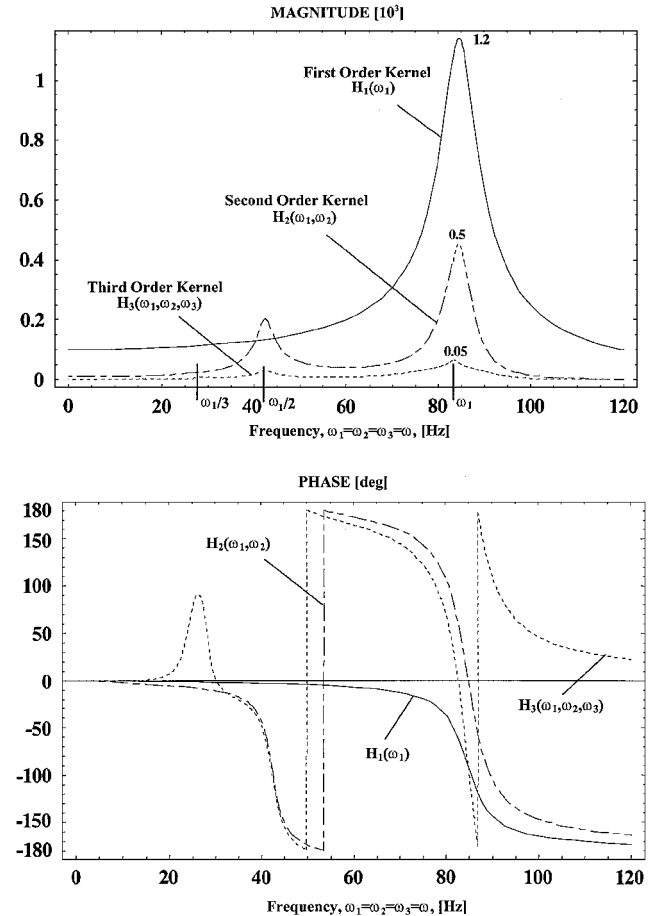 MAGNITUDE [10³]
1.2
First Order Kernel
H₁(ω₁)
1
0.8
Second Order Kernel
H₂(ω₁,ω₂)
0.6
0.5
0.4
Third Order Kernel
H₃(ω₁,ω₂,ω₃)
0.2
0.05
0
ω₁/3
ω₁/2
ω₁
0 20 40 60 80 100 120
Frequency, ω₁=ω₂=ω₃=ω, [Hz]
PHASE [deg[
180
150
H₂(ω₁,ω₂)
100
50
0
H₃(ω₁,ω₂,ω₃)
-50
H₁(ω₁)
-100
-150
-180
0 20 40 60 80 100 120
Frequency, ω₁=ω₂=ω₃=ω, [Hz]